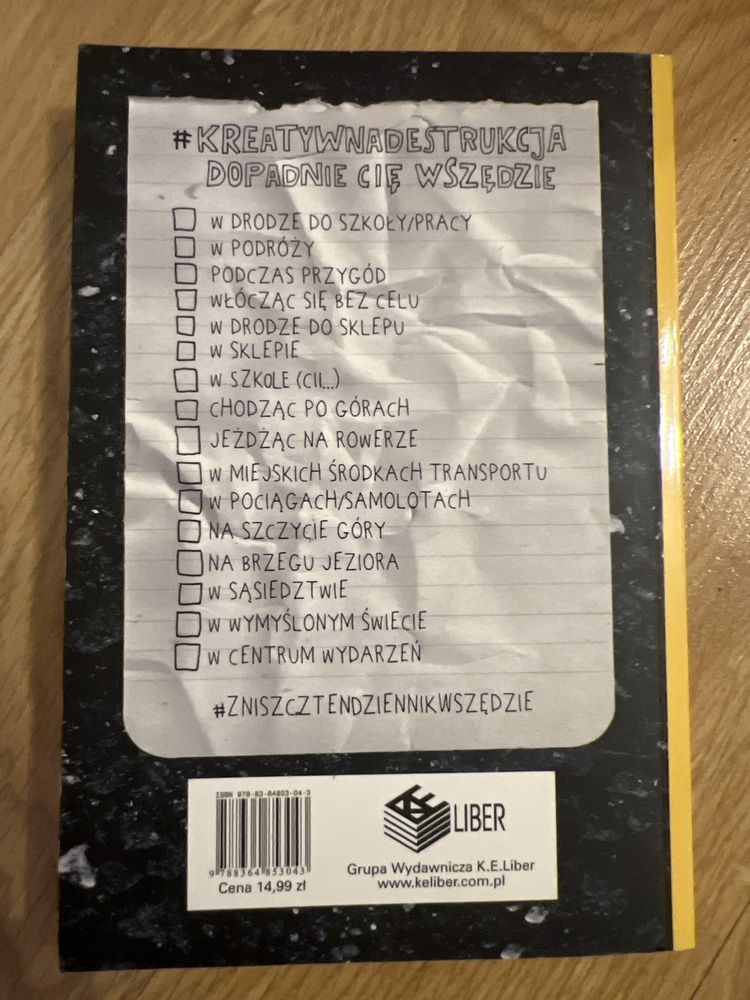 #KREATYWNADESTRUKCJA
DOPADNIE CIĘ WSZĘDZIE
W DRODZE DO SZKOŁY/PRACY
W PODRÓŻY
PODCZAS PRZYGÓD
WŁÓCZĄC SIĘ BEZ CELU
W DRODZE DO SKLEPU
W SKLEPIE
W SZKOLE (CII...)
CHODZĄC PO GÓRACH
JEŻDŻĄC NA ROWERZE
W MIEJSKICH ŚRODKACH TRANSPORTU
W POCIĄGACH/SAMOLOTACH
NA SZCZYCIE GÓRY
NA BRZEGU JEZIORA
W SĄSIEDZTWIE
W WYMYŚLONYM ŚWIECIE
W CENTRUM WYDARZEŃ
#ZNISZCZTENDZIENNIKWSZĘDZIE
ISBN 978-83-64853-04-3
9 788364 853043
Cena 14,99 zł
KE LIBER
Grupa Wydawnicza K.E.Liber
www.keliber.com.pl